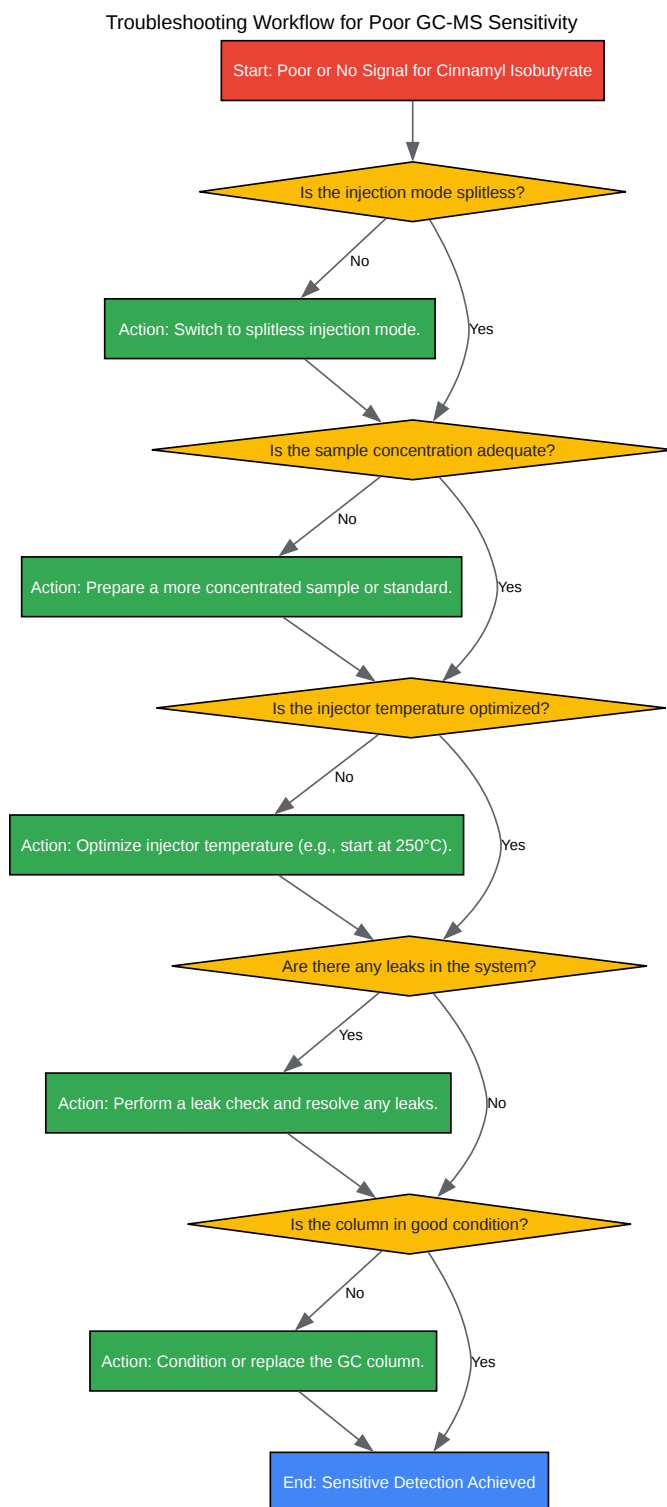 Troubleshooting Workflow for Poor GC-MS Sensitivity
Start: Poor or No Signal for Cinnamyl Isobutyrate
Is the injection mode splitless?
No
Action: Switch to splitless injection mode.
Yes
Is the sample concentration adequate?
No
Action: Prepare a more concentrated sample or standard.
Yes
Is the injector temperature optimized?
No
Action: Optimize injector temperature (e.g., start at 250°C).
Yes
Are there any leaks in the system?
Yes
Action: Perform a leak check and resolve any leaks.
No
Is the column in good condition?
No
Action: Condition or replace the GC column.
Yes
End: Sensitive Detection Achieved